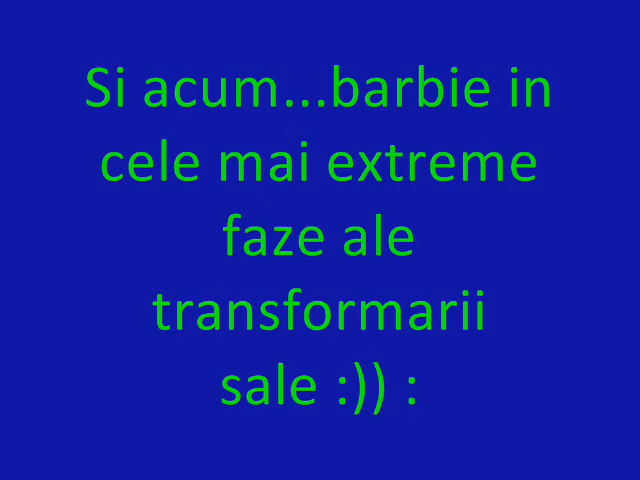 Si acum...barbie in
cele mai extreme
faze ale
transformarii
sale :)) :